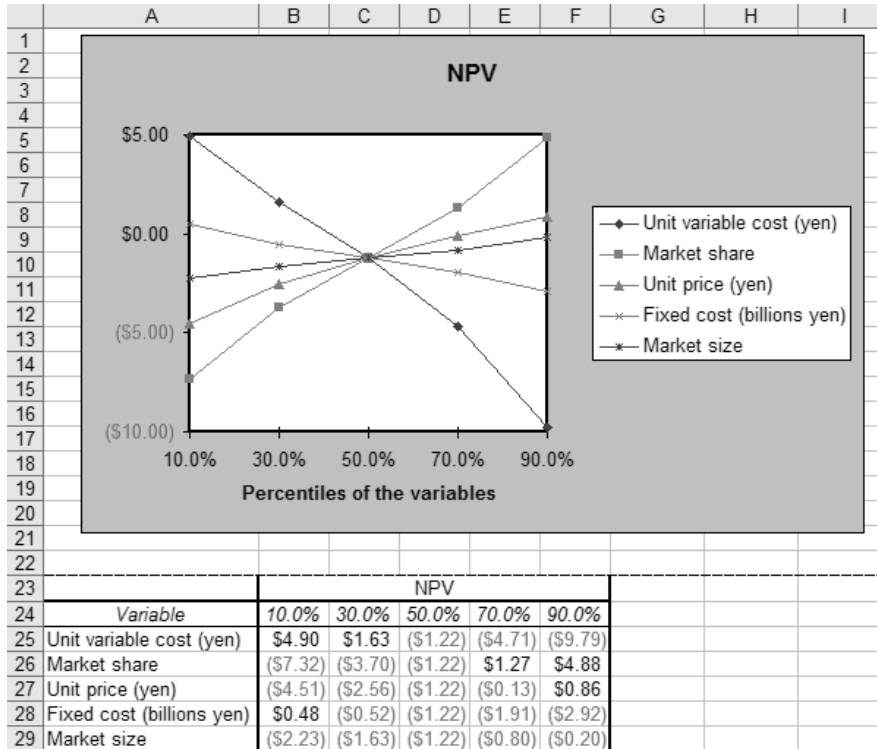 A B C D E F G H I
1
2
3
4
5
6
7
8
9
10
11
12
13
14
15
16
17
18
19
20
21
22
NPV
$5.00
$0.00
($5.00)
($10.00)
10.0% 30.0% 50.0% 70.0% 90.0%
Percentiles of the variables
Unit variable cost (yen)
Market share
Unit price (yen)
Fixed cost (billions yen)
Market size
23 NPV
24 Variable 10.0% 30.0% 50.0% 70.0% 90.0%
25 Unit variable cost (yen) $4.90 $1.63 ($1.22) ($4.71) ($9.79)
26 Market share ($7.32) ($3.70) ($1.22) $1.27 $4.88
27 Unit price (yen) ($4.51) ($2.56) ($1.22) ($0.13) $0.86
28 Fixed cost (billions yen) $0.48 ($0.52) ($1.22) ($1.91) ($2.92)
29 Market size ($2.23) ($1.63) ($1.22) ($0.80) ($0.20)